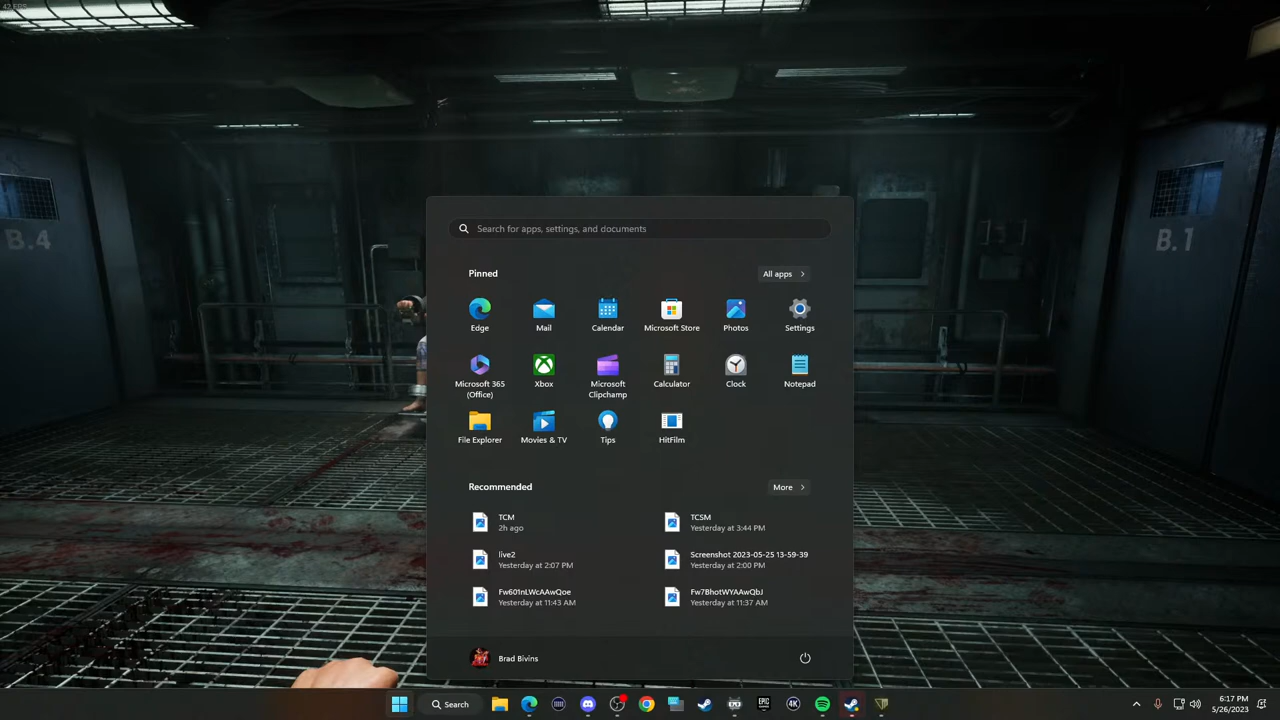 42 FPS
B.4
B.1
Search for apps, settings, and documents
Pinned
All apps
Edge
Mail
Calendar
Microsoft Store
Photos
Settings
Microsoft 365
(Office)
Xbox
Microsoft
Clipchamp
Calculator
Clock
Notepad
File Explorer
Movies & TV
Tips
HitFilm
Recommended
More
TCM
2h ago
TCSM
Yesterday at 3:44 PM
live2
Yesterday at 2:07 PM
Screenshot 2023-05-25 13-59-39
Yesterday at 2:00 PM
Fw601nLWcAAwQoe
Yesterday at 11:43 AM
Fw7BhotWYAAwQbJ
Yesterday at 11:37 AM
Brad Bivins
Search
EPIC
4K
6:17 PM
5/26/2023